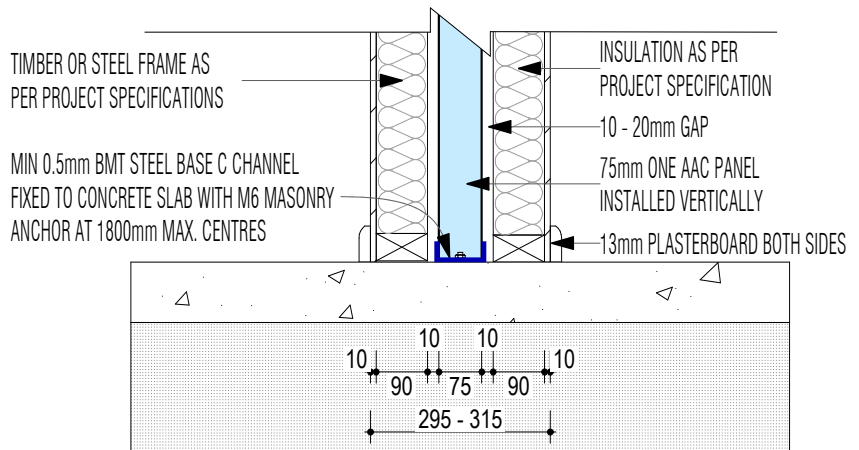 TIMBER OR STEEL FRAME AS
PER PROJECT SPECIFICATIONS
MIN 0.5mm BMT STEEL BASE C CHANNEL
FIXED TO CONCRETE SLAB WITH M6 MASONRY
ANCHOR AT 1800mm MAX. CENTRES
INSULATION AS PER
PROJECT SPECIFICATION
10 - 20mm GAP
75mm ONE AAC PANEL
INSTALLED VERTICALLY
13mm PLASTERBOARD BOTH SIDES
10 10
10 10
90 75 90
295 - 315